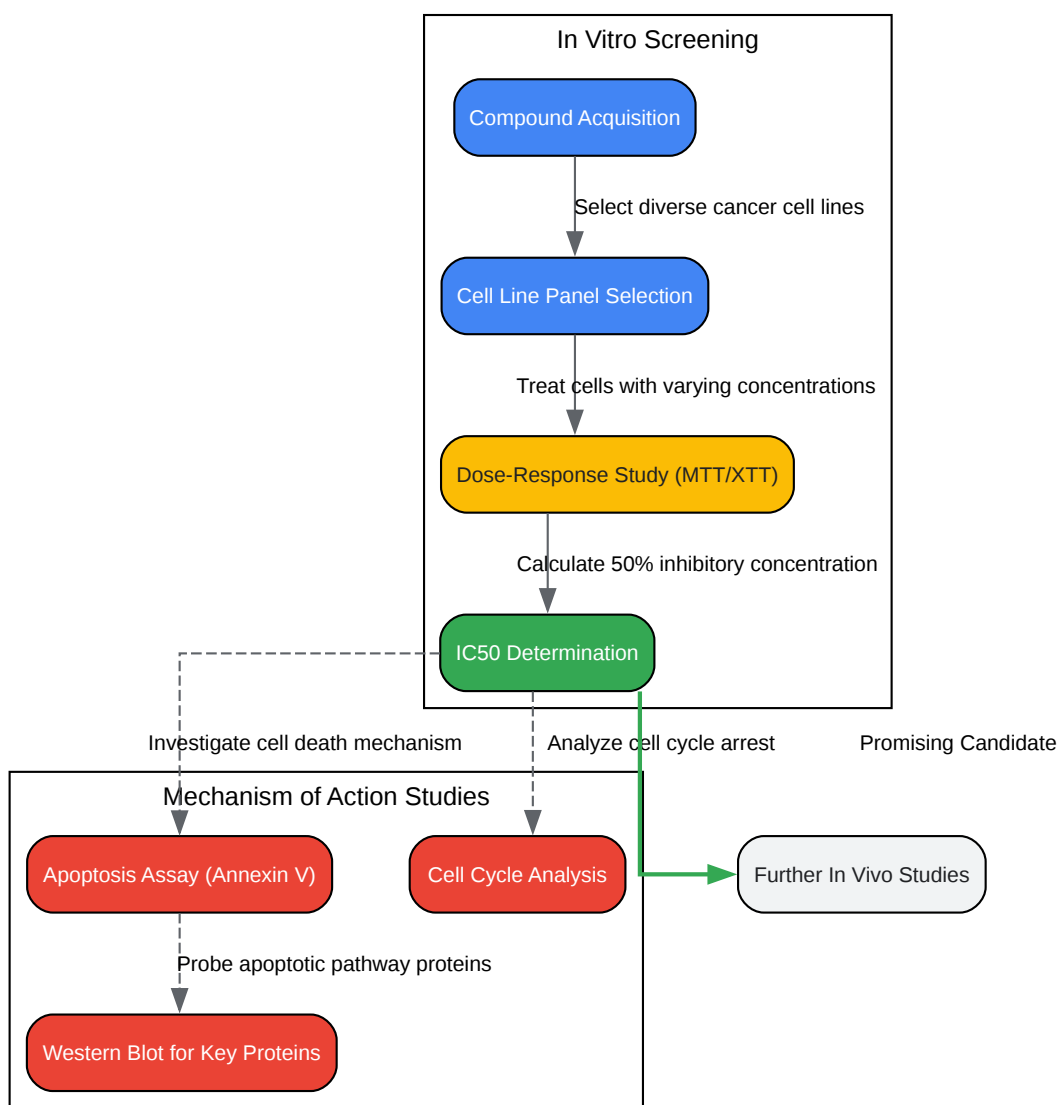 In Vitro Screening
Compound Acquisition
Select diverse cancer cell lines
Cell Line Panel Selection
Treat cells with varying concentrations
Dose-Response Study (MTT/XTT)
Calculate 50% inhibitory concentration
IC50 Determination
Investigate cell death mechanism
Analyze cell cycle arrest
Promising Candidate
Mechanism of Action Studies
Apoptosis Assay (Annexin V)
Cell Cycle Analysis
Further In Vivo Studies
Probe apoptotic pathway proteins
Western Blot for Key Proteins